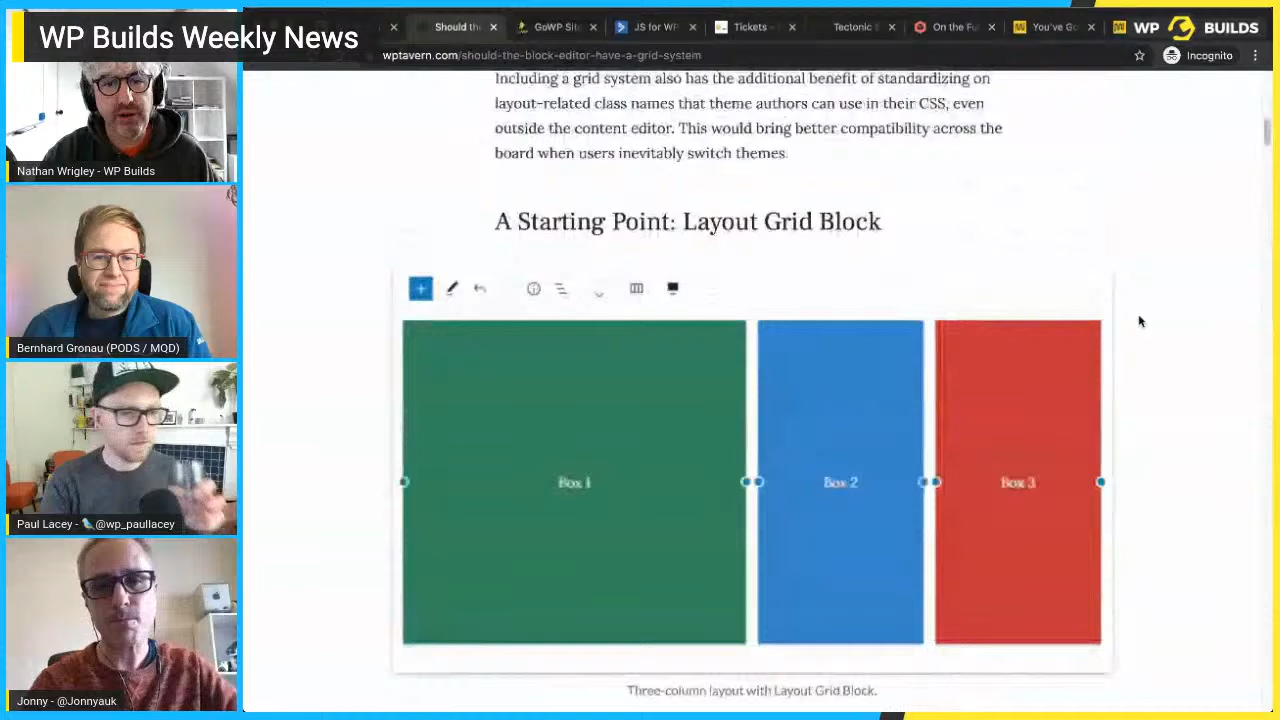 WP Builds Weekly News
Should the
GoWP Sit
JS for WP
Tickets –
Tectonic
On the Fu
You've Go
WP BUILDS
wptavern.com/should-the-block-editor-have-a-grid-system
Incognito
Including a grid system also has the additional benefit of standardizing on
layout-related class names that theme authors can use in their CSS, even
outside the content editor. This would bring better compatibility across the
board when users inevitably switch themes.
A Starting Point: Layout Grid Block
Box 1
Box 2
Box 3
Three-column layout with Layout Grid Block.
Nathan Wrigley - WP Builds
Bernhard Gronau (PODS / MQD)
Paul Lacey - 🐦@wp_paullacey
Jonny - @Jonnyauk